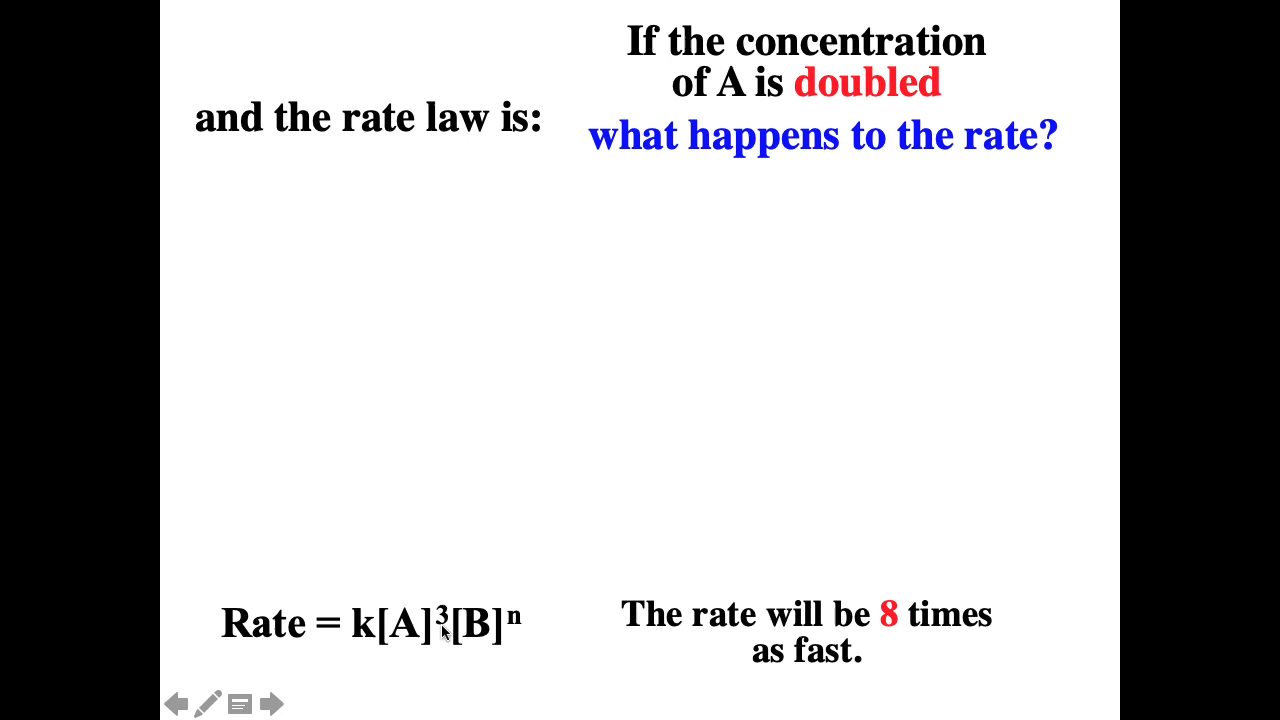 If the concentration
of A is doubled
and the rate law is:
what happens to the rate?
Rate = k[A]³[B]ⁿ
The rate will be 8 times
as fast.